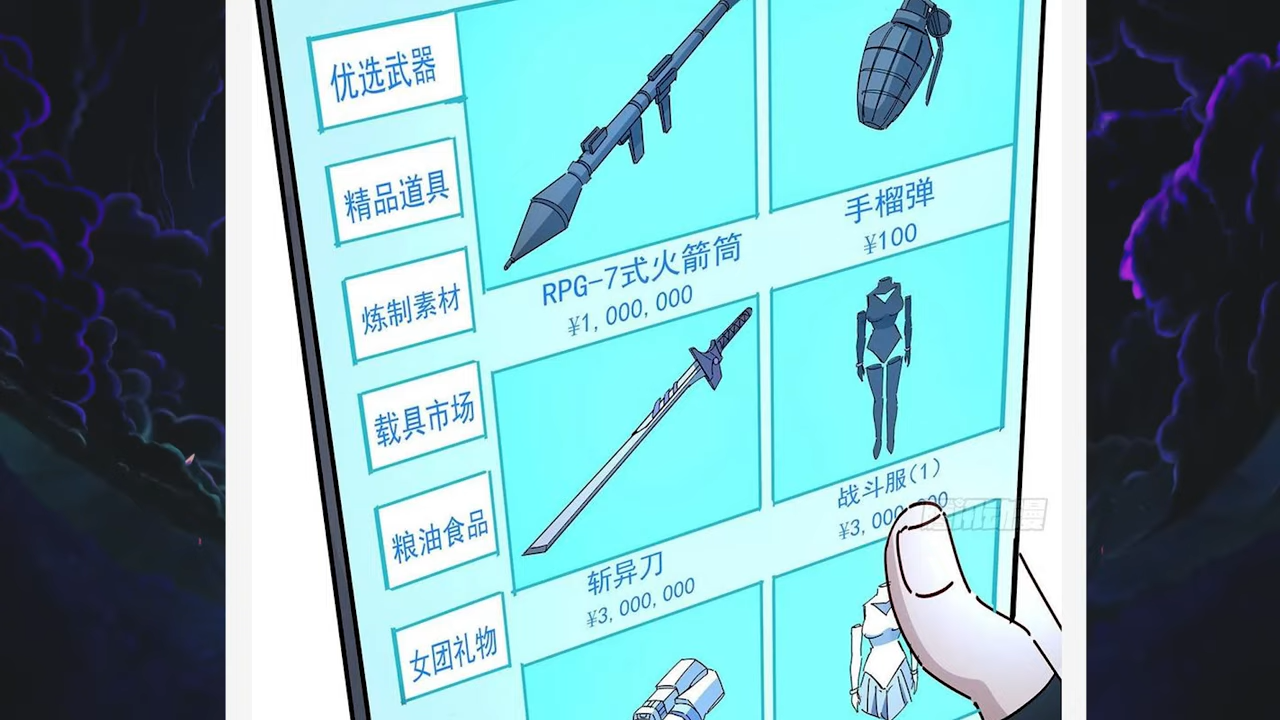 优选武器
精品道具
炼制素材
载具市场
粮油食品
女团礼物
RPG-7式火箭筒
¥1,000,000
手榴弹
¥100
斩异刀
¥3,000,000
战斗服(1)